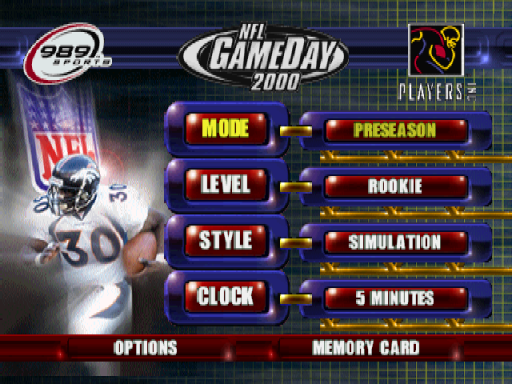 989
SPORTS
NFL
GAMEDAY
2000
PLAYERS INC
NFL
MODE PRESEASON
LEVEL ROOKIE
STYLE SIMULATION
CLOCK 5 MINUTES
30
30
OPTIONS MEMORY CARD